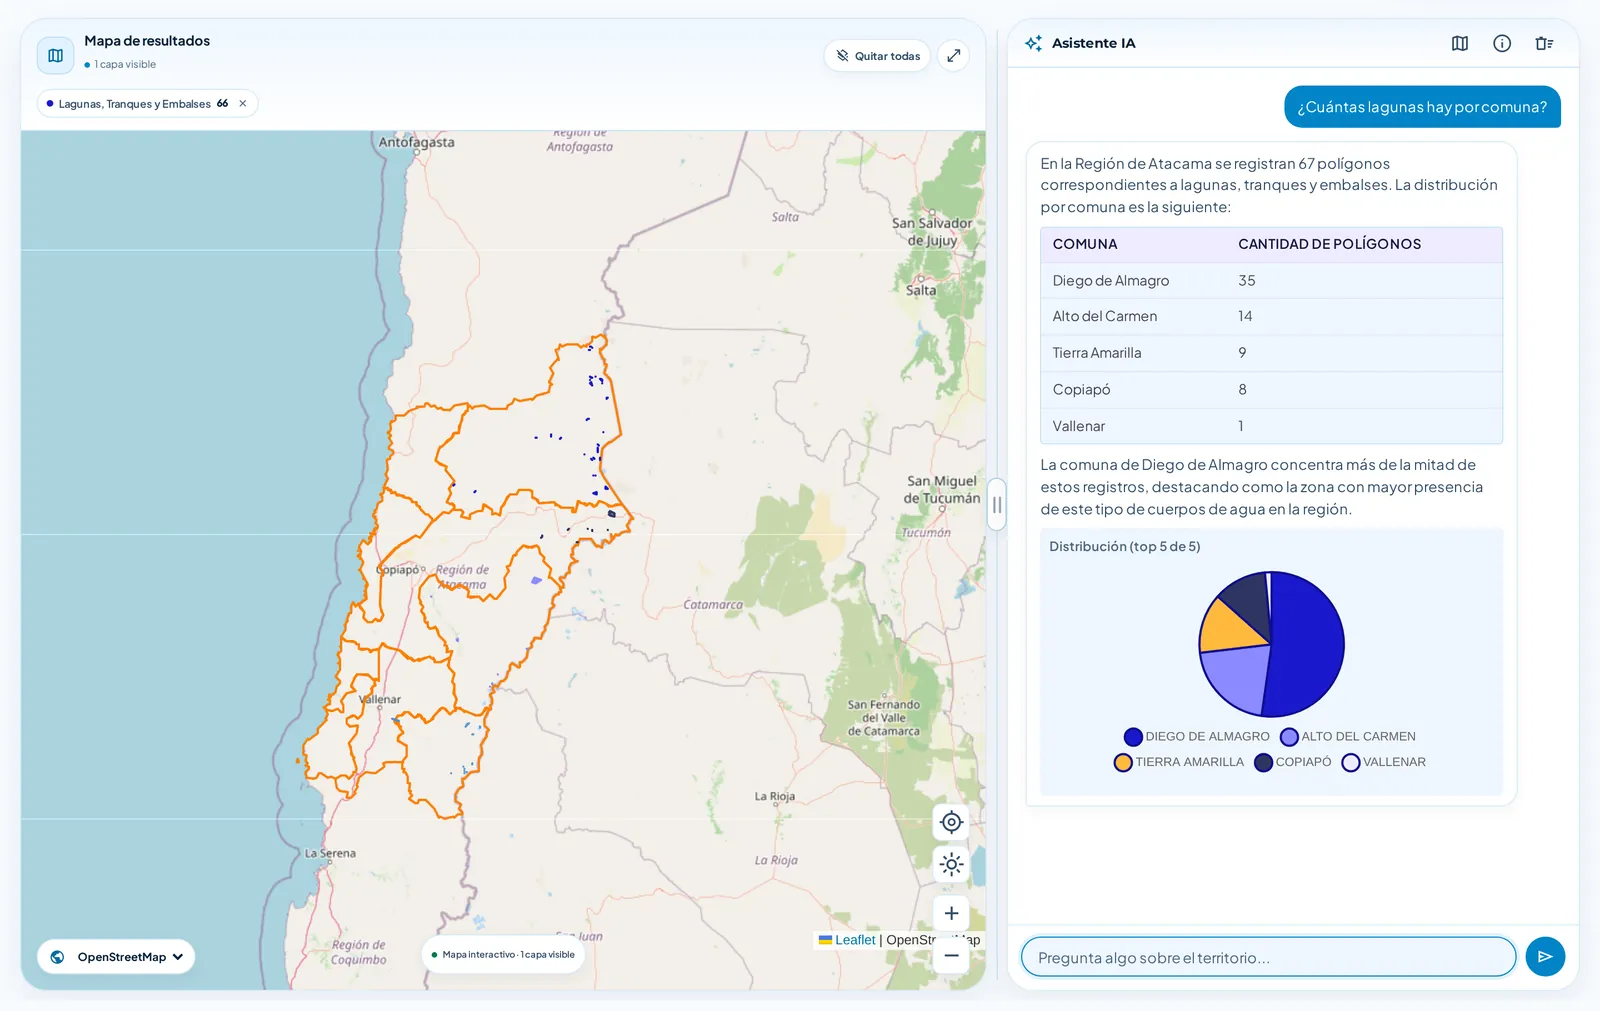 Mapa de resultados
1 capa visible
Quitar todas
Lagunas, Tranques y Embalses 66 ×
Antofagasta
Región de
Antofagasta
Salta
San Salvador
de Jujuy
Salta
San Miguel
de Tucumán
Tucumán
Copiapó
Región de
Atacama
Catamarca
Vallenar
San Fernando
del Valle
de Catamarca
La Rioja
La Serena
La Rioja
Región de
Coquimbo
San Juan
OpenStreetMap
Mapa interactivo · 1 capa visible
Leaflet | OpenStreetMap
+
−
Asistente IA
¿Cuántas lagunas hay por comuna?
En la Región de Atacama se registran 67 polígonos
correspondientes a lagunas, tranques y embalses. La distribución
por comuna es la siguiente:
COMUNA CANTIDAD DE POLÍGONOS
Diego de Almagro 35
Alto del Carmen 14
Tierra Amarilla 9
Copiapó 8
Vallenar 1
La comuna de Diego de Almagro concentra más de la mitad de
estos registros, destacando como la zona con mayor presencia
de este tipo de cuerpos de agua en la región.
Distribución (top 5 de 5)
DIEGO DE ALMAGRO ALTO DEL CARMEN
TIERRA AMARILLA COPIAPÓ VALLENAR
Pregunta algo sobre el territorio...